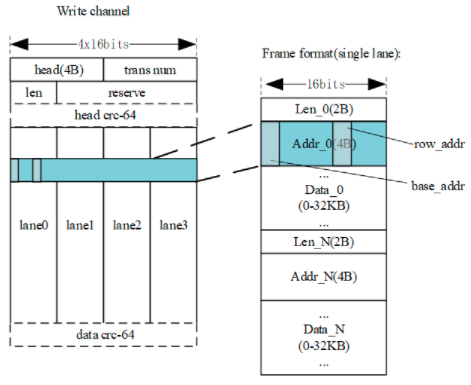 Write channel
4x16bits
head(4B) trans num
len reserve
head crc-64
lane0 lane1 lane2 lane3
data crc-64
Frame format(single lane):
16bits
Len_0(2B)
Addr_0(4B)
row_addr
base_addr
...
Data_0
(0-32KB)
...
Len_N(2B)
Addr_N(4B)
...
Data_N
(0-32KB)
...